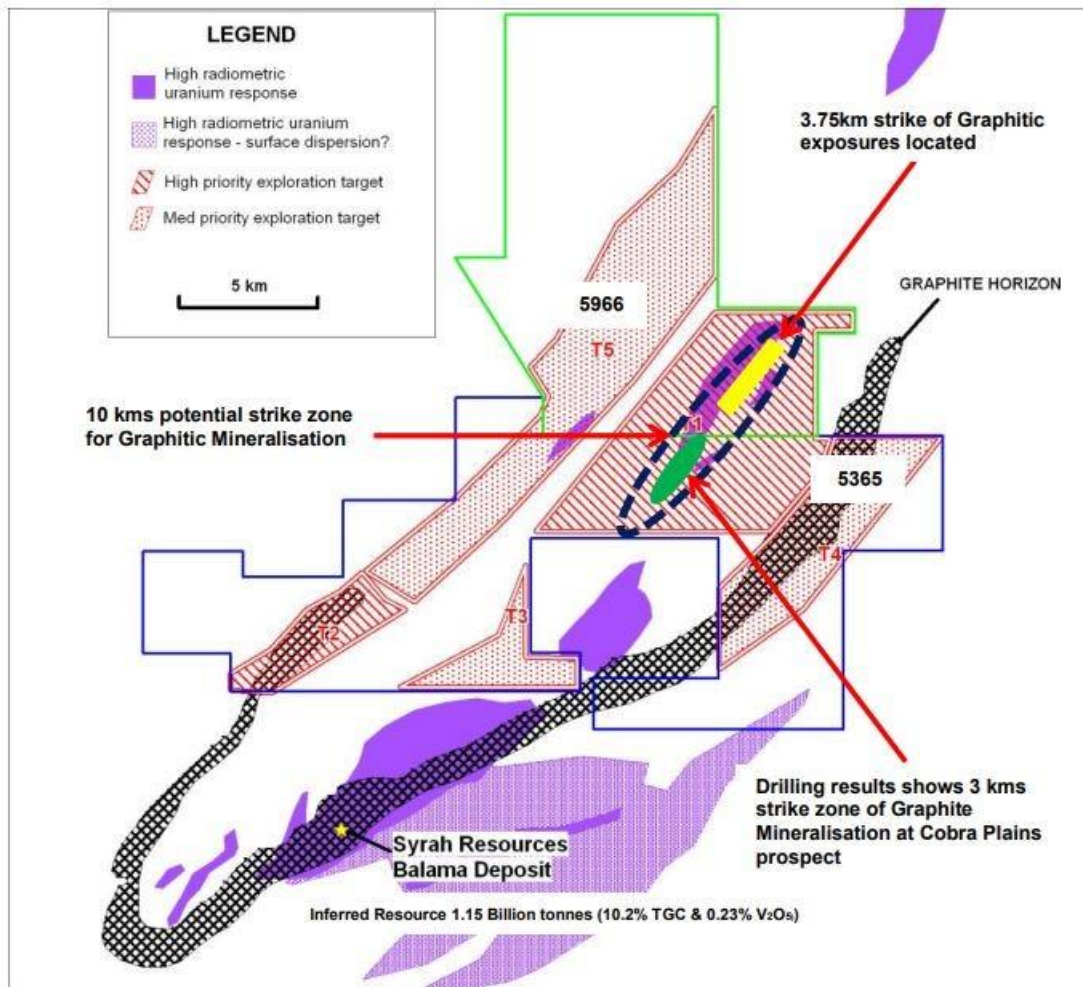 LEGEND
High radiometric
uranium response
High radiometric uranium
response - surface dispersion?
High priority exploration target
Med priority exploration target
5 km
3.75km strike of Graphitic
exposures located
GRAPHITE HORIZON
5966
T5
10 kms potential strike zone
for Graphitic Mineralisation
T1
5365
T4
T3
T2
Drilling results shows 3 kms
strike zone of Graphite
Mineralisation at Cobra Plains
prospect
Syrah Resources
Balama Deposit
Inferred Resource 1.15 Billion tonnes (10.2% TGC & 0.23% V₂O₅)